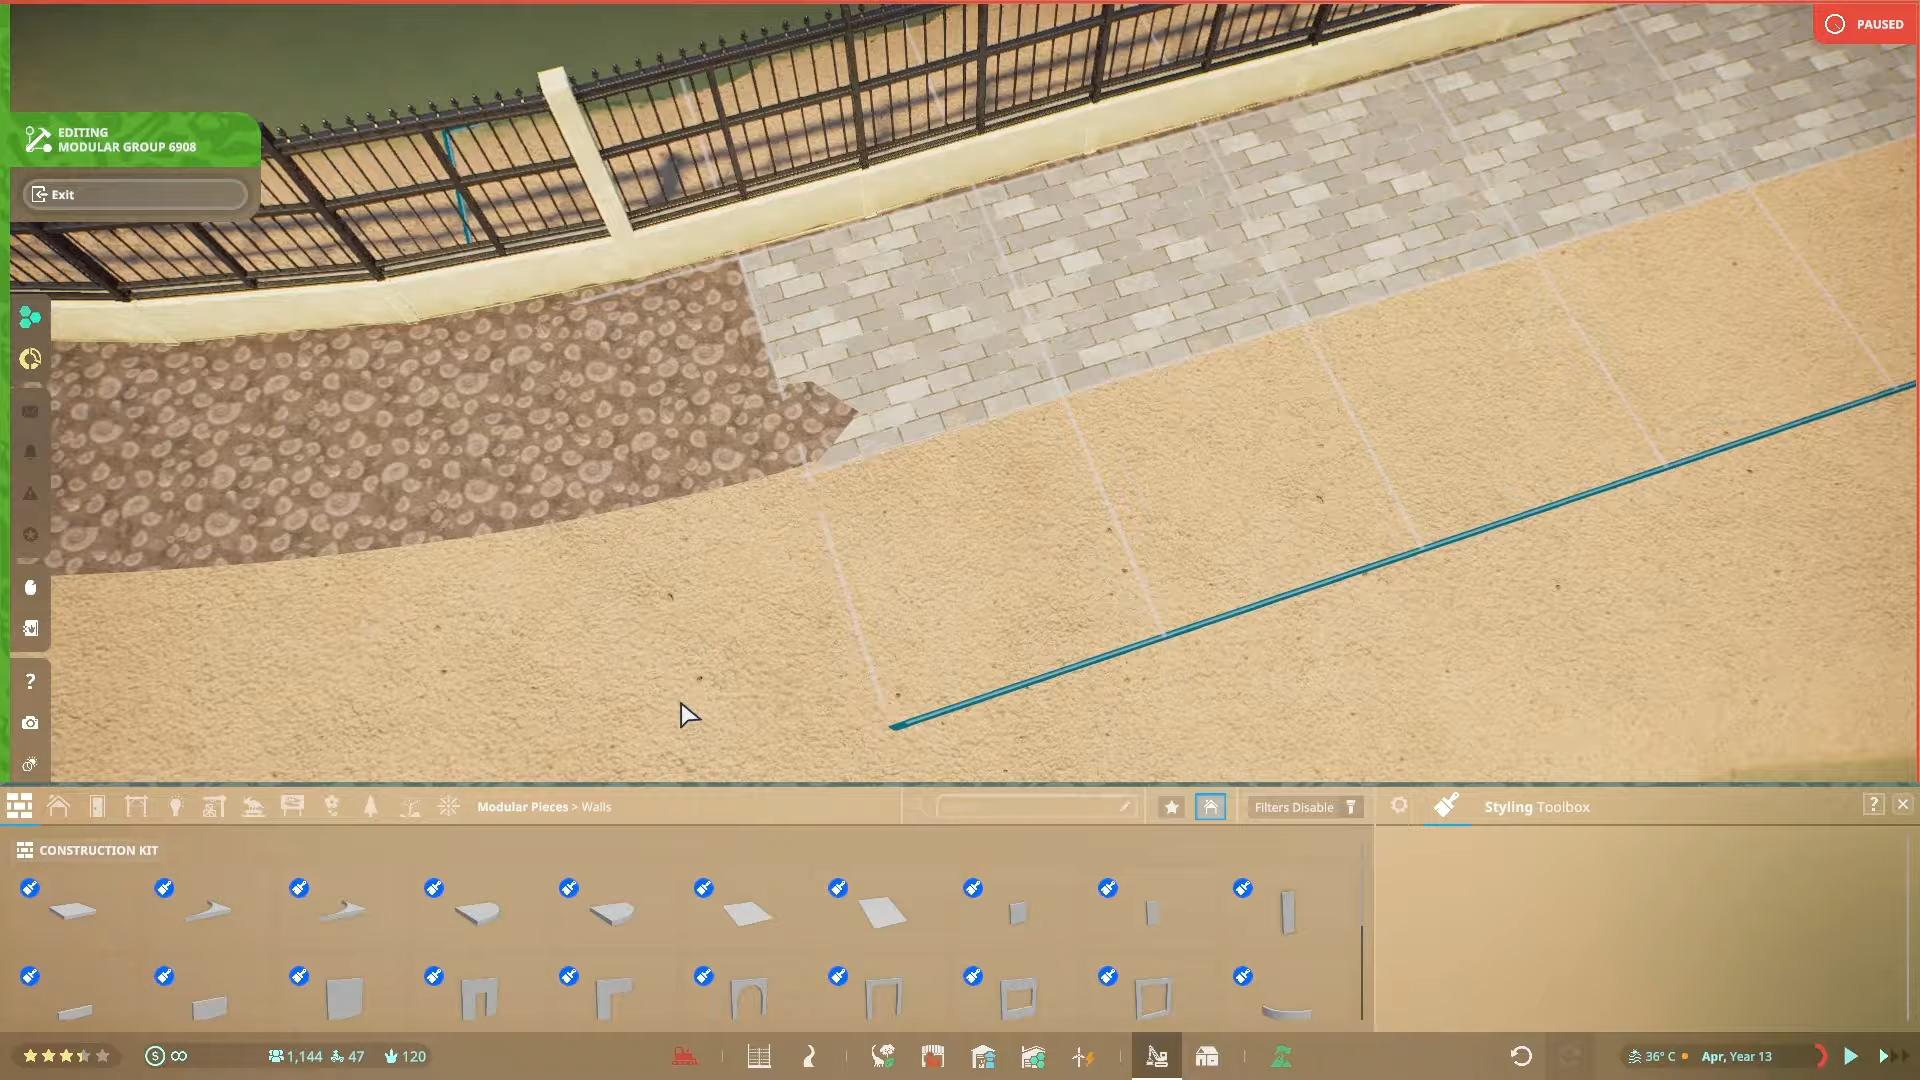 PAUSED
EDITING
MODULAR GROUP 6908
Exit
?
Modular Pieces > Walls
Filters Disable
Styling Toolbox
?
CONSTRUCTION KIT
1,144
47
120
36° C
Apr, Year 13